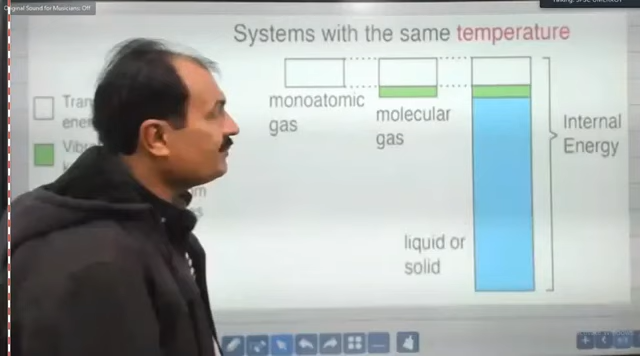 Original Sound for Musicians: Off
Systems with the same temperature
monoatomic
gas
molecular
gas
Internal
Energy
liquid or
solid